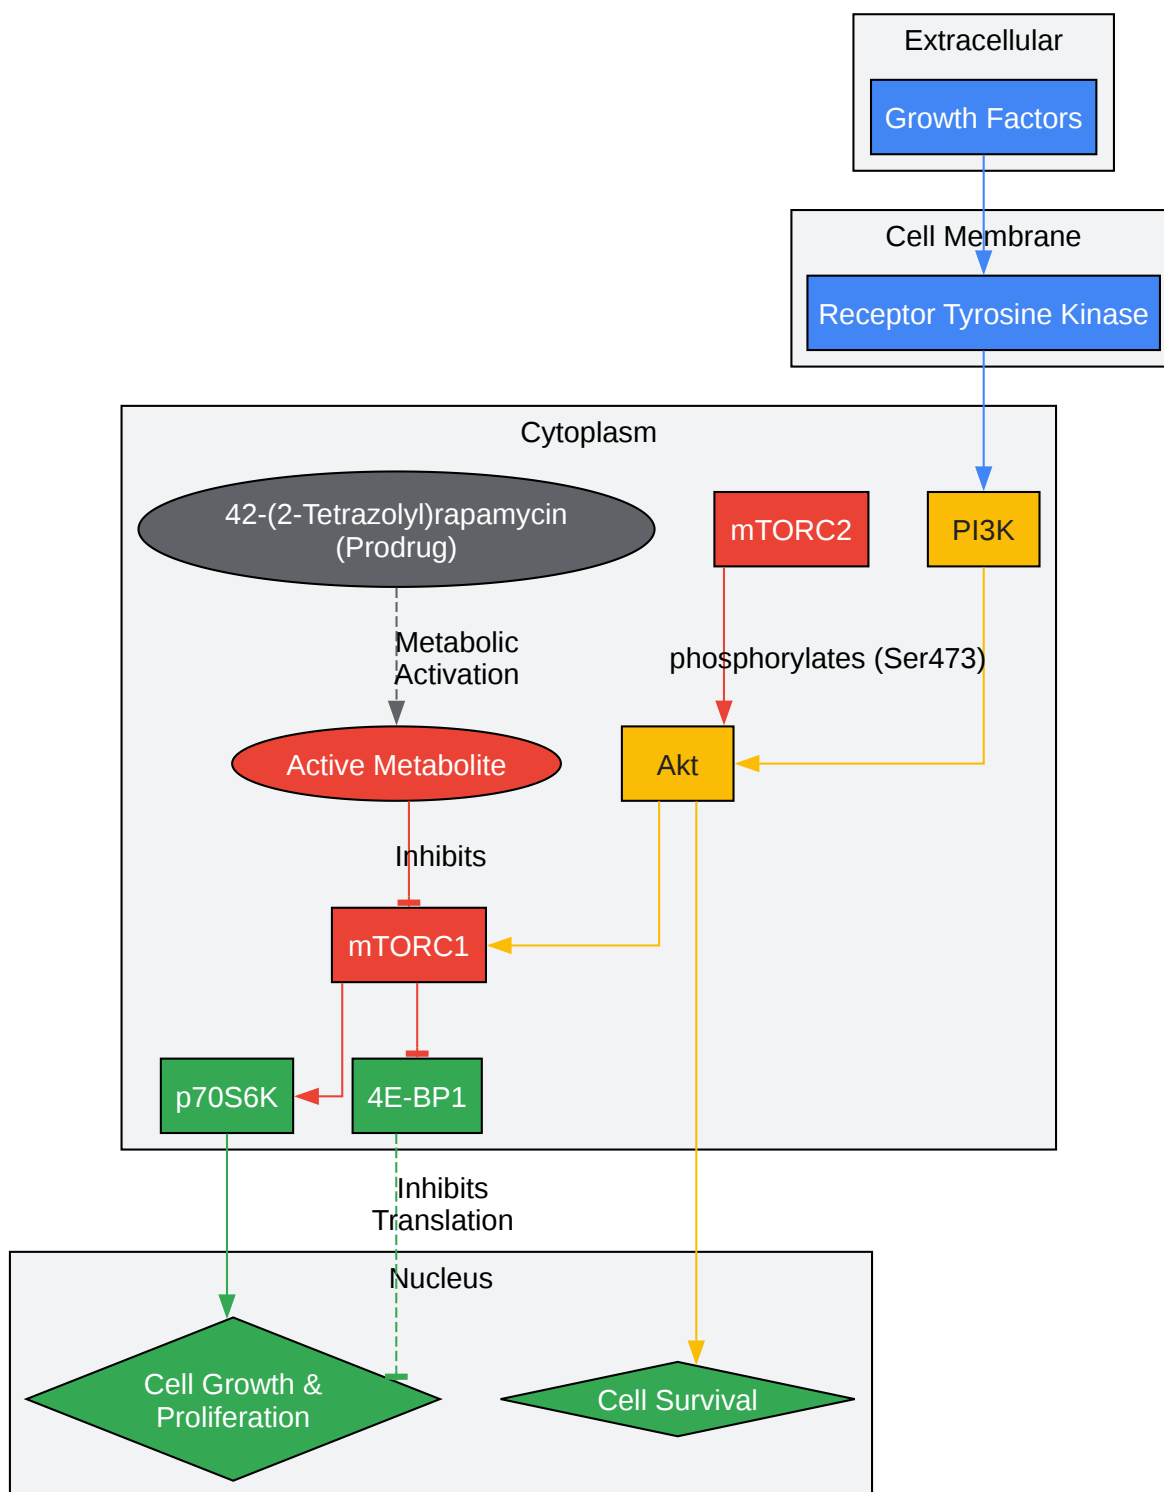 Extracellular
Growth Factors
Cell Membrane
Receptor Tyrosine Kinase
Cytoplasm
42-(2-Tetrazolyl)rapamycin
(Prodrug)
mTORC2
PI3K
Metabolic
Activation
phosphorylates (Ser473)
Active Metabolite
Akt
Inhibits
mTORC1
p70S6K
4E-BP1
Inhibits
Translation
Nucleus
Cell Growth &
Proliferation
Cell Survival